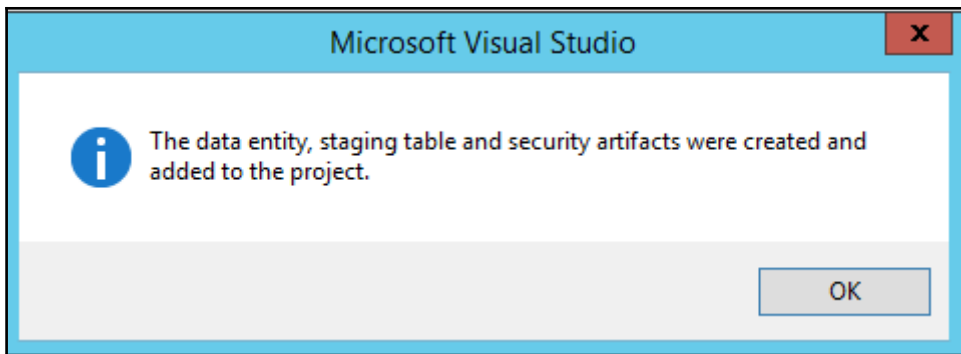 Microsoft Visual Studio
x
The data entity, staging table and security artifacts were created and
added to the project.
OK